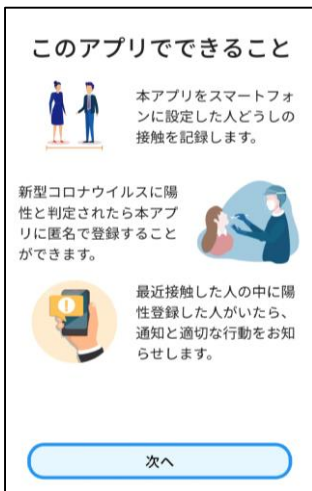 このアプリでできること
本アプリをスマートフォ
ンに設定した人どうしの
接触を記録します。
新型コロナウイルスに陽
性と判定されたら本アプ
リに匿名で登録すること
ができます。
最近接触した人の中に陽
性登録した人がいたら、
通知と適切な行動をお知
らせします。
次へ